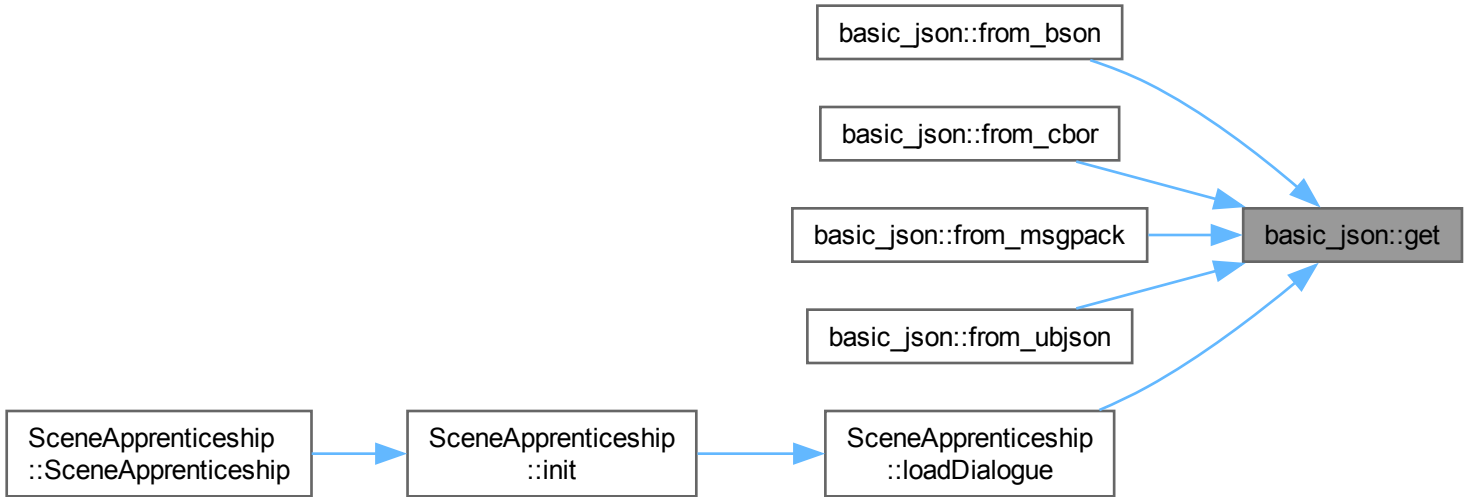 basic_json::from_bson
basic_json::from_cbor
basic_json::from_msgpack
basic_json::get
basic_json::from_ubjson
SceneApprenticeship
::SceneApprenticeship
SceneApprenticeship
::init
SceneApprenticeship
::loadDialogue